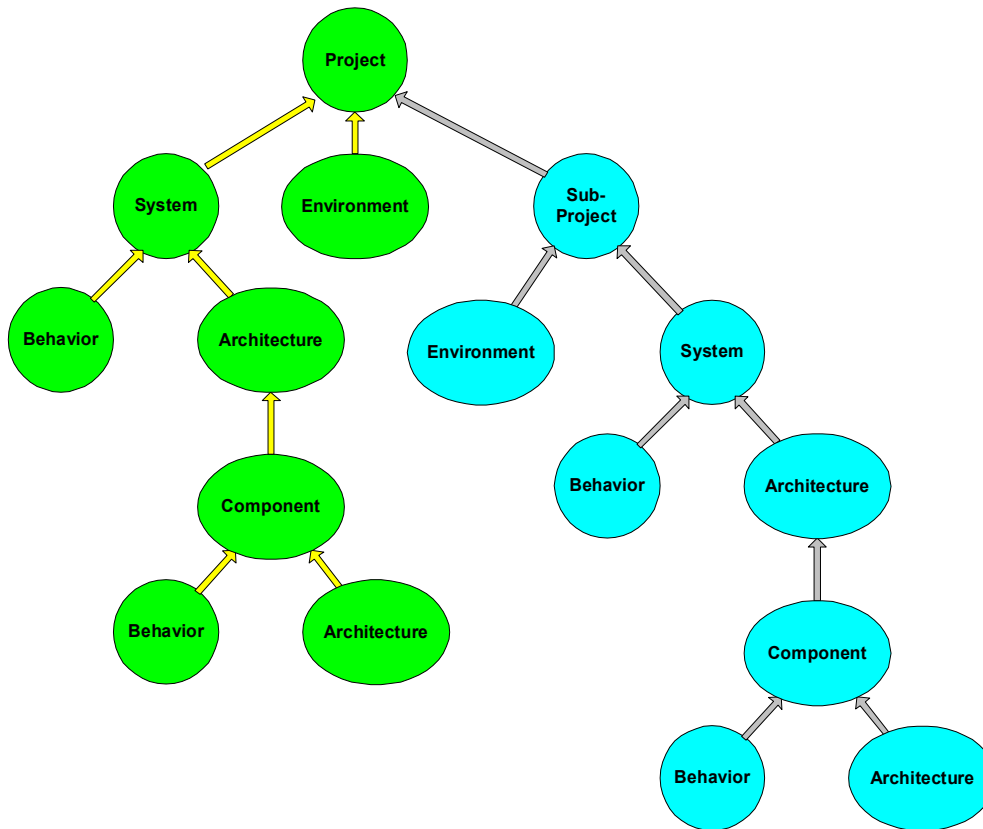 Project
System
Environment
Sub-
Project
Behavior
Architecture
Environment
System
Component
Behavior
Architecture
Behavior
Architecture
Component
Behavior
Architecture